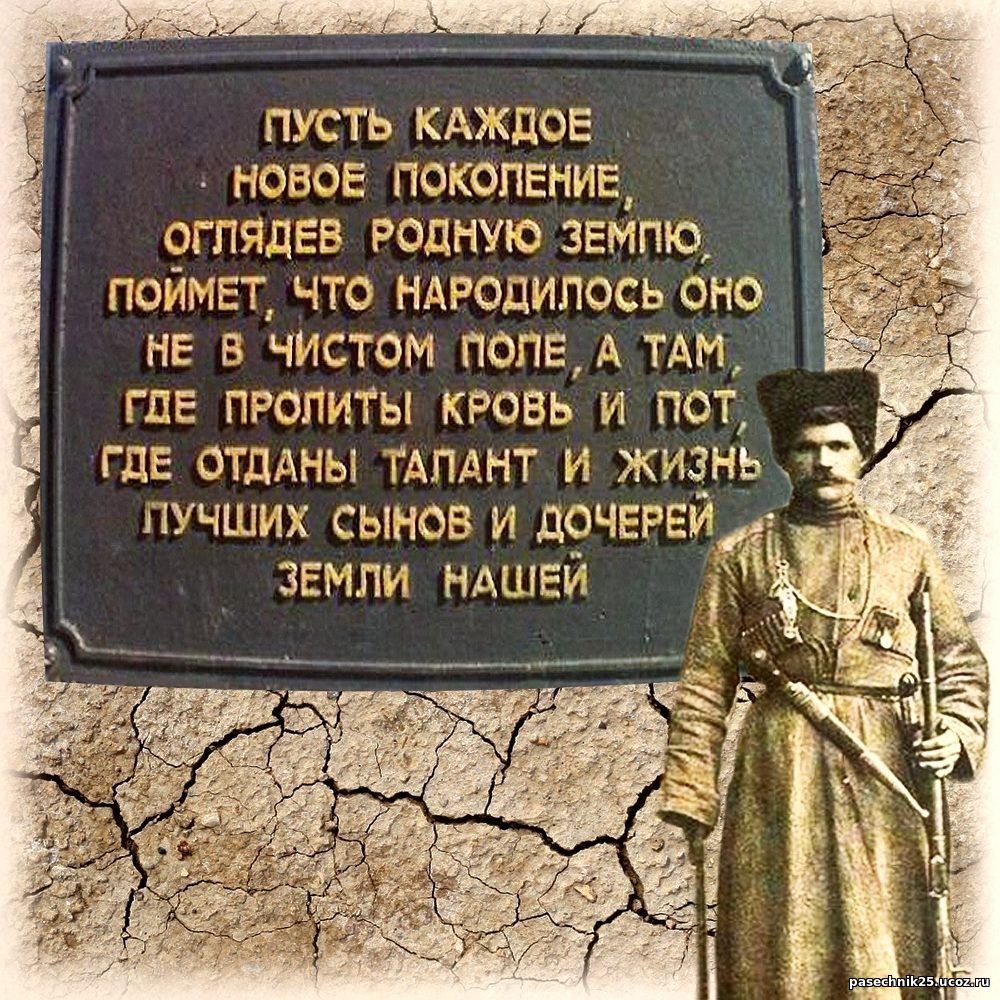 ПУСТЬ КАЖДОЕ
НОВОЕ ПОКОЛЕНИЕ,
ОГЛЯДЕВ РОДНУЮ ЗЕМЛЮ,
ПОЙМЕТ, ЧТО НАРОДИЛОСЬ ОНО
НЕ В ЧИСТОМ ПОЛЕ, А ТАМ,
ГДЕ ПРОЛИТЫ КРОВЬ И ПОТ,
ГДЕ ОТДАНЫ ТАЛАНТ И ЖИЗНЬ
ЛУЧШИХ СЫНОВ И ДОЧЕРЕЙ
ЗЕМЛИ НАШЕЙ
pasechnik25.ucoz.ru